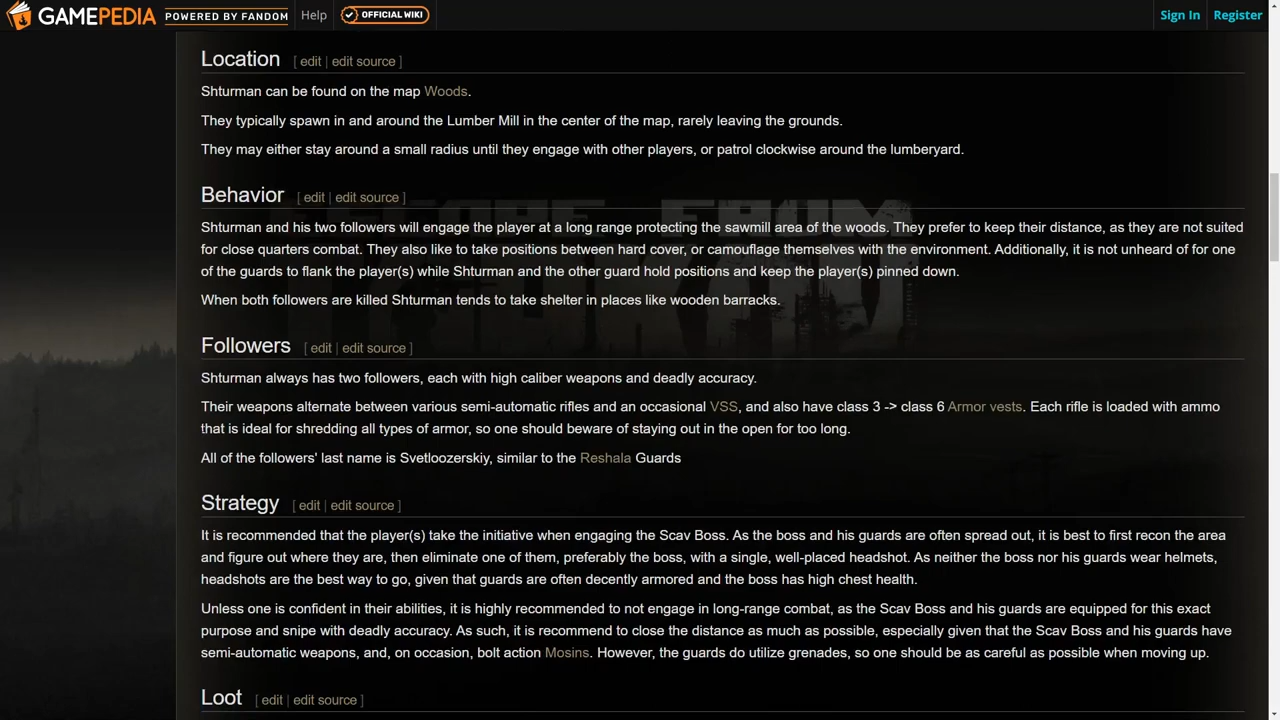 GAMEPEDIA POWERED BY FANDOM Help OFFICIAL WIKI Sign In Register
Location [ edit | edit source ]
Shturman can be found on the map Woods.
They typically spawn in and around the Lumber Mill in the center of the map, rarely leaving the grounds.
They may either stay around a small radius until they engage with other players, or patrol clockwise around the lumberyard.
Behavior [ edit | edit source ]
Shturman and his two followers will engage the player at a long range protecting the sawmill area of the woods. They prefer to keep their distance, as they are not suited
for close quarters combat. They also like to take positions between hard cover, or camouflage themselves with the environment. Additionally, it is not unheard of for one
of the guards to flank the player(s) while Shturman and the other guard hold positions and keep the player(s) pinned down.
When both followers are killed Shturman tends to take shelter in places like wooden barracks.
Followers [ edit | edit source ]
Shturman always has two followers, each with high caliber weapons and deadly accuracy.
Their weapons alternate between various semi-automatic rifles and an occasional VSS, and also have class 3 -> class 6 Armor vests. Each rifle is loaded with ammo
that is ideal for shredding all types of armor, so one should beware of staying out in the open for too long.
All of the followers' last name is Svetloozerskiy, similar to the Reshala Guards
Strategy [ edit | edit source ]
It is recommended that the player(s) take the initiative when engaging the Scav Boss. As the boss and his guards are often spread out, it is best to first recon the area
and figure out where they are, then eliminate one of them, preferably the boss, with a single, well-placed headshot. As neither the boss nor his guards wear helmets,
headshots are the best way to go, given that guards are often decently armored and the boss has high chest health.
Unless one is confident in their abilities, it is highly recommended to not engage in long-range combat, as the Scav Boss and his guards are equipped for this exact
purpose and snipe with deadly accuracy. As such, it is recommend to close the distance as much as possible, especially given that the Scav Boss and his guards have
semi-automatic weapons, and, on occasion, bolt action Mosins. However, the guards do utilize grenades, so one should be as careful as possible when moving up.
Loot [ edit | edit source ]